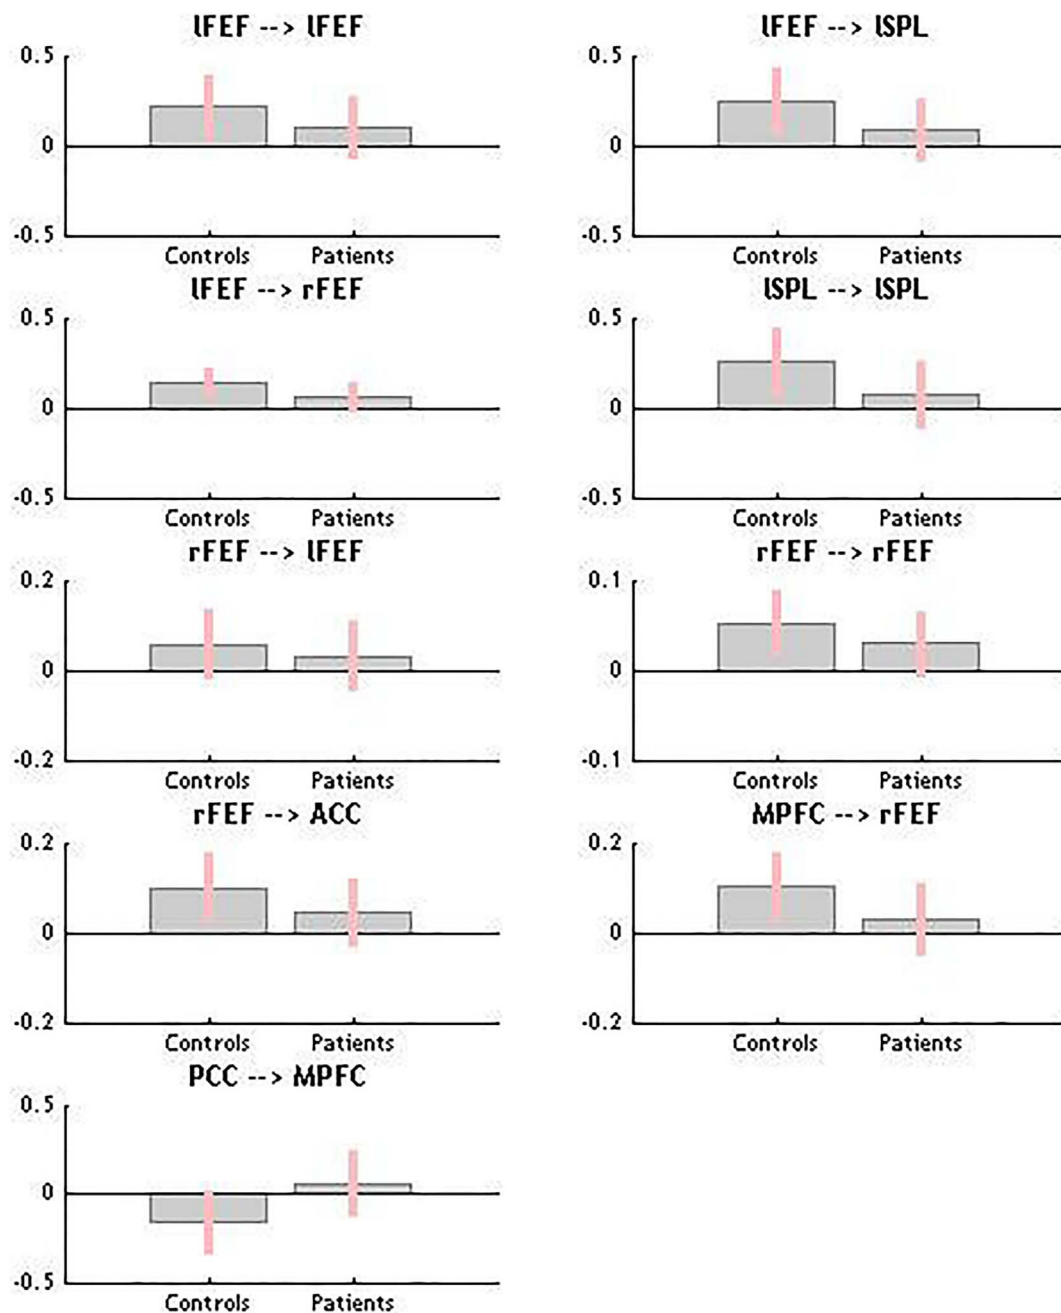 lFEF --> lFEF
0.5
0
-0.5
Controls Patients
lFEF --> lSPL
0.5
0
-0.5
Controls Patients
lFEF --> rFEF
0.5
0
-0.5
Controls Patients
lSPL --> lSPL
0.5
0
-0.5
Controls Patients
rFEF --> lFEF
0.2
0
-0.2
Controls Patients
rFEF --> rFEF
0.1
0
-0.1
Controls Patients
rFEF --> ACC
0.2
0
-0.2
Controls Patients
MPFC --> rFEF
0.2
0
-0.2
Controls Patients
PCC --> MPFC
0.5
0
-0.5
Controls Patients